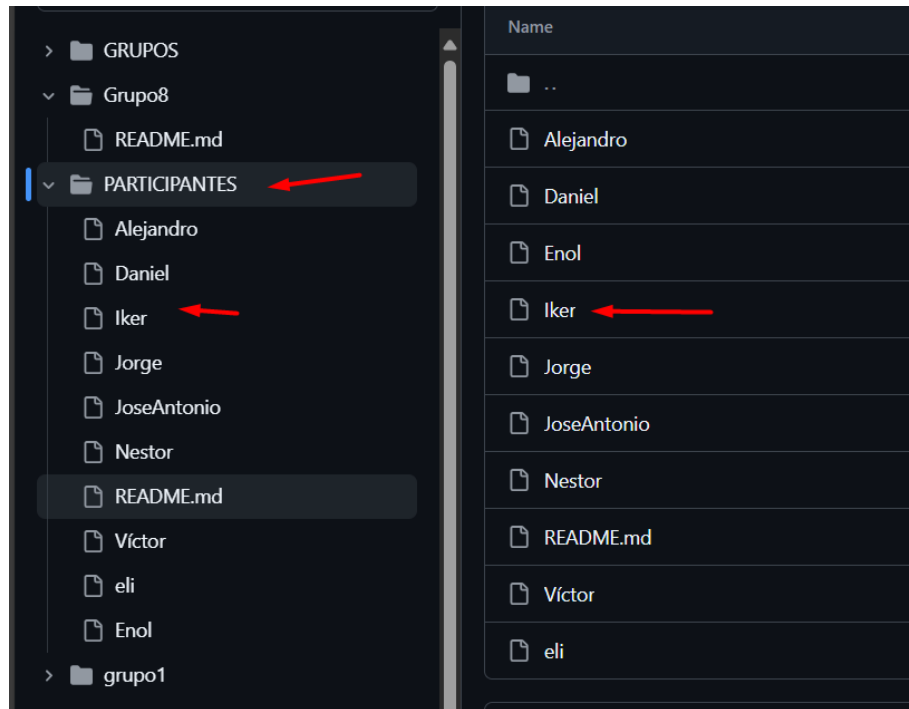 GRUPOS
Grupo8
README.md
PARTICIPANTES
Alejandro
Daniel
Iker
Jorge
JoseAntonio
Nestor
README.md
Víctor
eli
Enol
grupo1
Name
..
Alejandro
Daniel
Enol
Iker
Jorge
JoseAntonio
Nestor
README.md
Víctor
eli